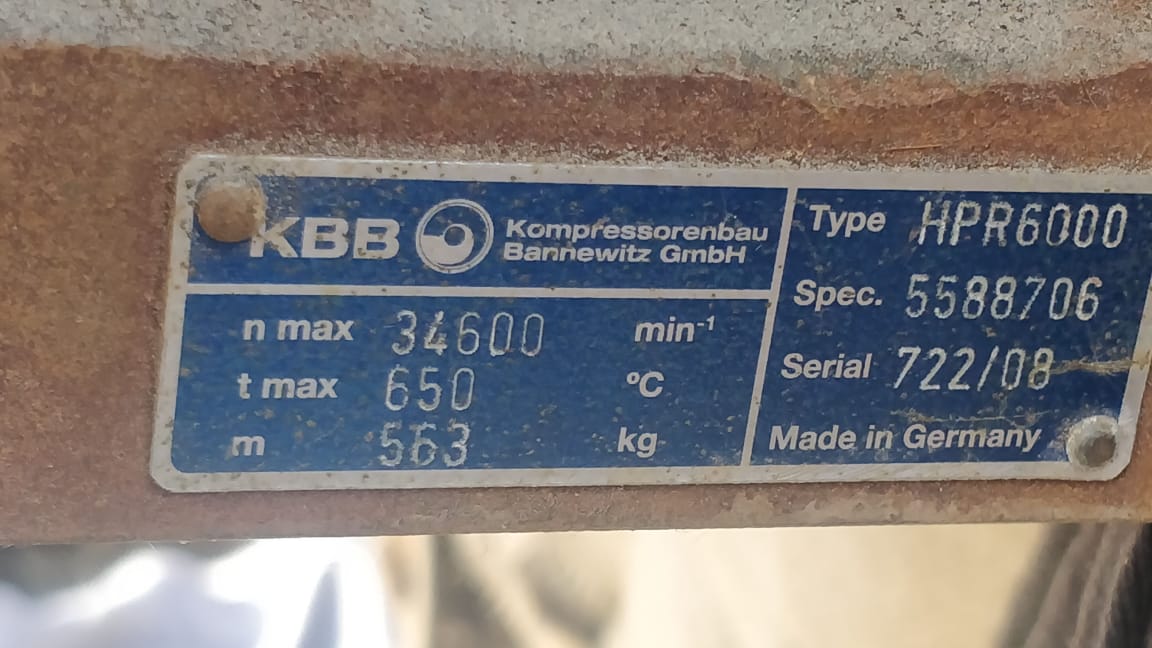 KBB Kompressorenbau
Bannewitz GmbH
n max 34600 min-1
t max 650 ºC
m 563 kg
Type HPR6000
Spec. 5588706
Serial 722/08
Made in Germany